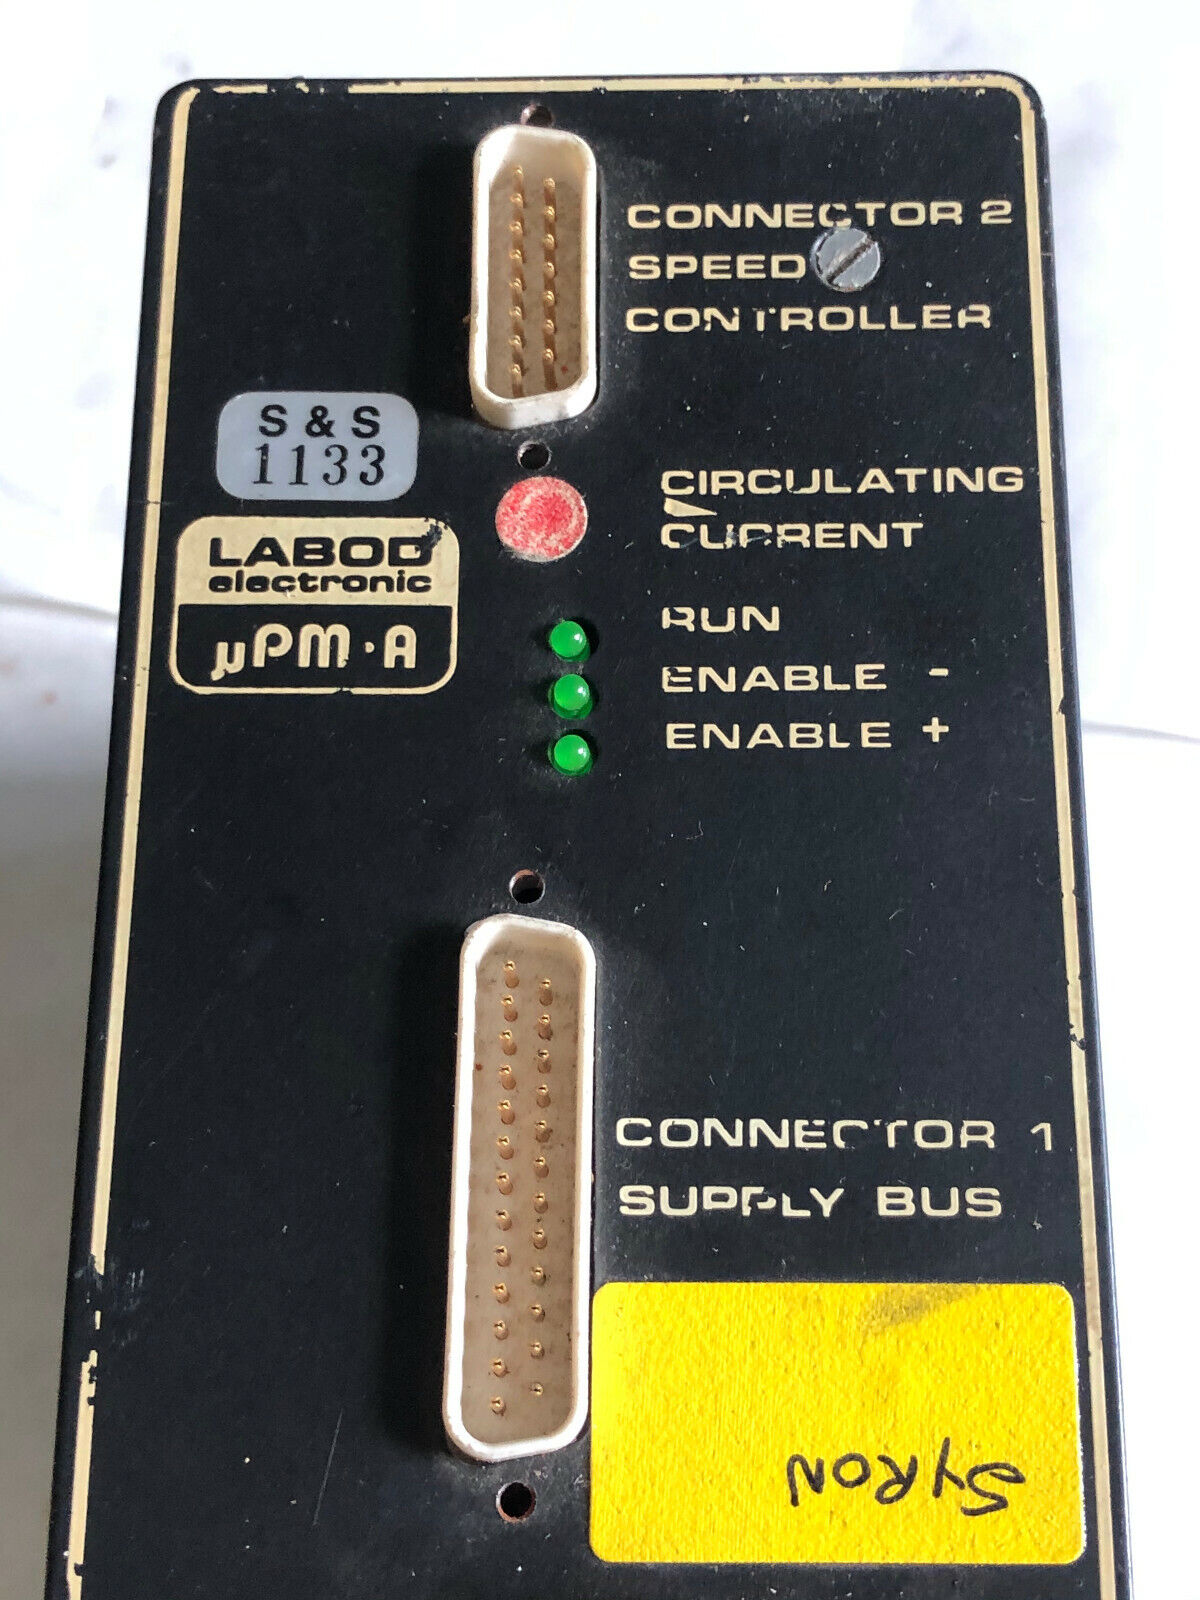 CONNECTOR 2
SPEED
CONTROLLER
S & S
1133
CIRCULATING
CURRENT
LABOD
electronic
µPM·A
RUN
ENABLE -
ENABLE +
CONNECTOR 1
SUPPLY BUS
SYRON